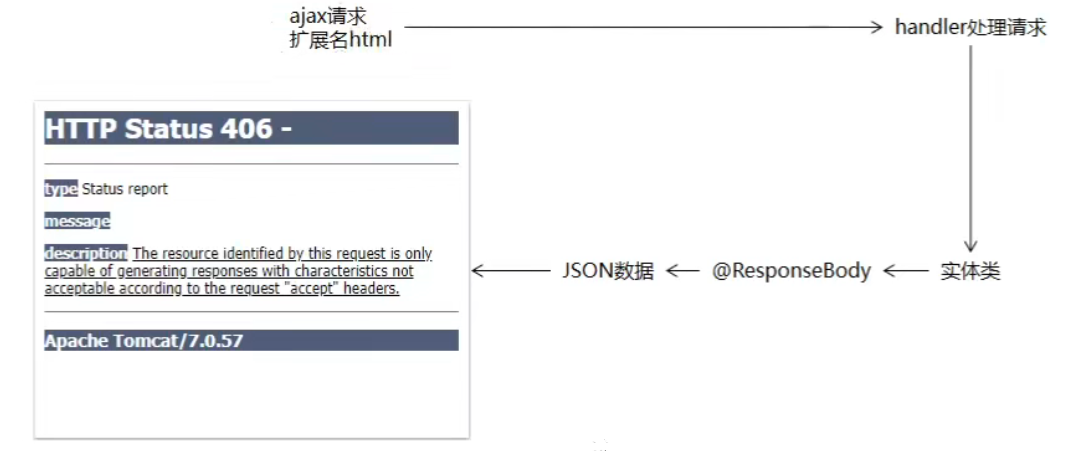 ajax请求
扩展名html
handler处理请求
HTTP Status 406 -
type Status report
message
description The resource identified by this request is only
capable of generating responses with characteristics not
acceptable according to the request "accept" headers.
JSON数据
@ResponseBody
实体类
Apache Tomcat/7.0.57